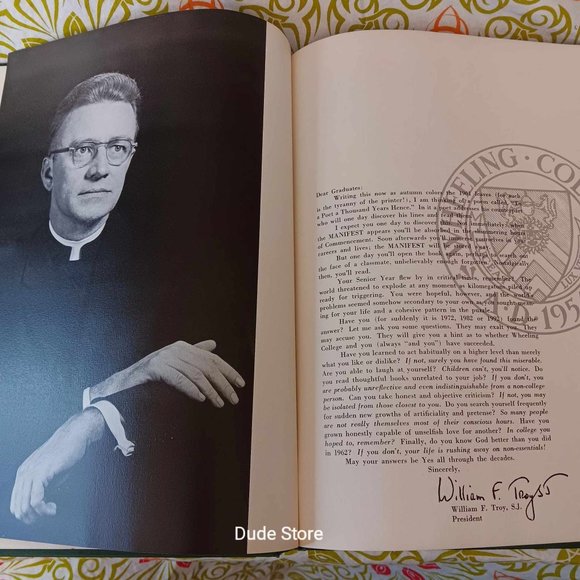 WHEELING · COL
195
Dear Graduates:
Writing this now as autumn colors the 1961 leaves (for such
is the tyranny of the printer!), I am thinking of a poem called "To
a Poet a Thousand Years Hence." In it a poet addresses his counterpart
who will one day discover his lines and read them.
I expect you one day to discover this. Not immediately; when
the MANIFEST appears you'll be absorbed in the consuming hours
of Commencement. Soon afterwards you'll immerse yourselves in your
careers and lives; the MANIFEST will be stored away.
But one day you'll open the book again, perhaps to search out
the face of a classmate, unbelievably enough forgotten. Nostalgically
then, you'll read.
Your Senior Year flew by in critical times, remember? The
world threatened to explode at any moment as kilomegatons piled up
ready for triggering. You were hopeful, however, and the world's
problems seemed somehow secondary to your own as you sought mean-
ing for your life and a cohesive pattern in the puzzle.
Have you (for suddenly it is 1972, 1982 or 1992) found the
answer? Let me ask you some questions. They may exalt you. They
may accuse you. They will give you a hint as to whether Wheeling
College and you (always "and you") have succeeded.
Have you learned to act habitually on a higher level than merely
what you like or dislike? If not, surely you have found this miserable.
Are you able to laugh at yourself? Children can't, you'll notice. Do
you read thoughtful books unrelated to your job? If you don't, you
are probably unreflective and even indistinguishable from a non-college
person. Can you take honest and objective criticism? If not, you may
be isolated from those closest to you. Do you search yourself frequently
for sudden new growths of artificiality and pretense? So many people
are not really themselves most of their conscious hours. Have you
grown honestly capable of unselfish love for another? In college you
hoped to, remember? Finally, do you know God better than you did
in 1962? If you don't, your life is rushing away on non-essentials!
May your answers be Yes all through the decades.
Sincerely,
William F. Troy SJ
William F. Troy, S.J.
President
Dude Store